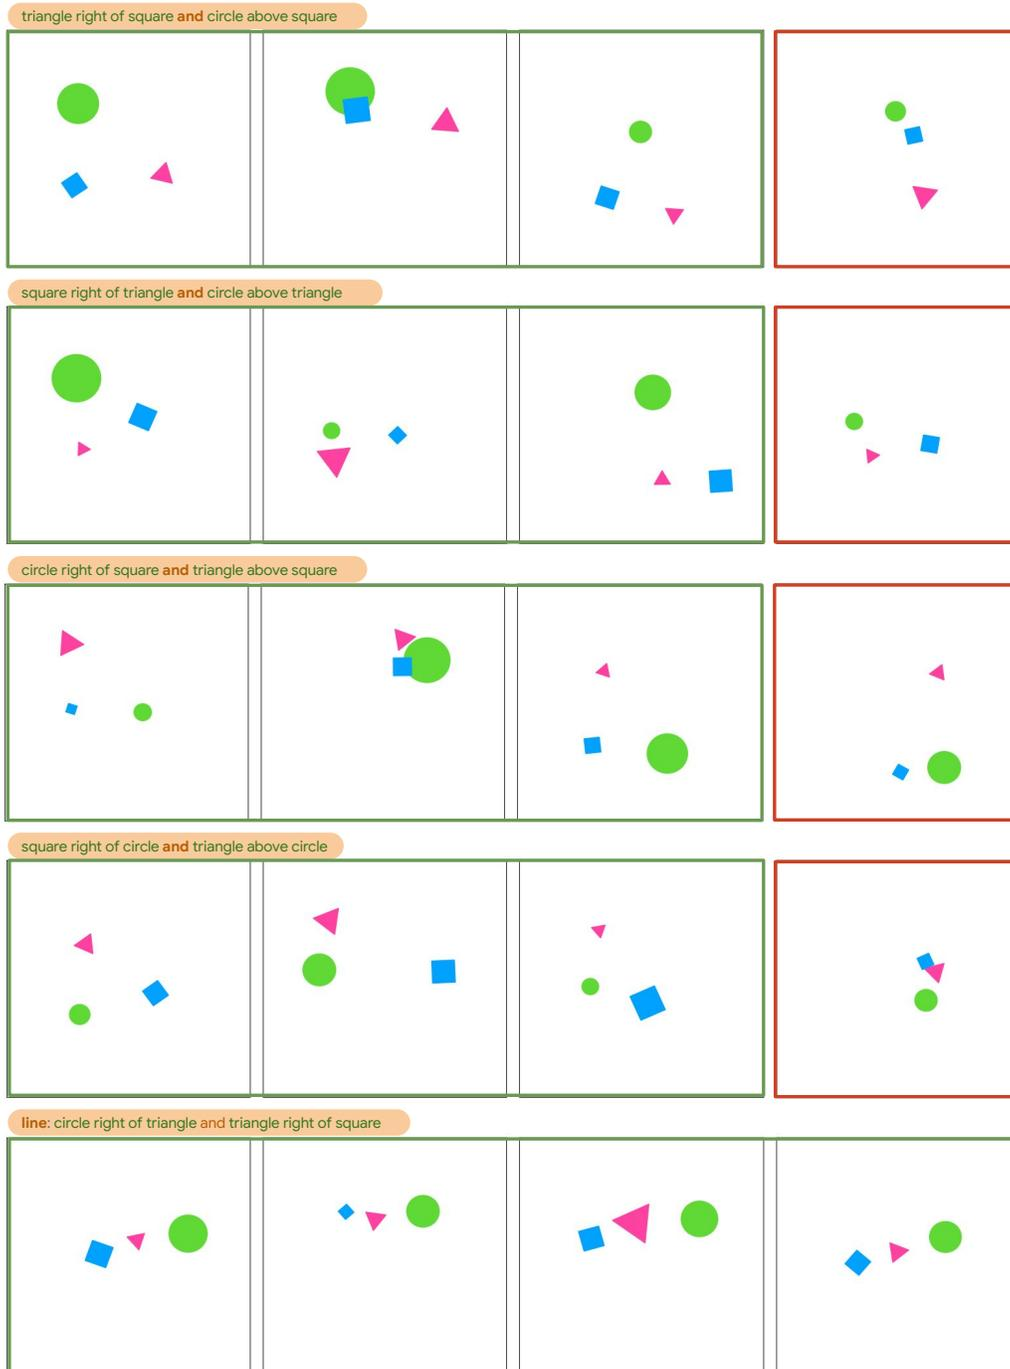 triangle right of square and circle above square
square right of triangle and circle above triangle
circle right of square and triangle above square
square right of circle and triangle above circle
line: circle right of triangle and triangle right of square